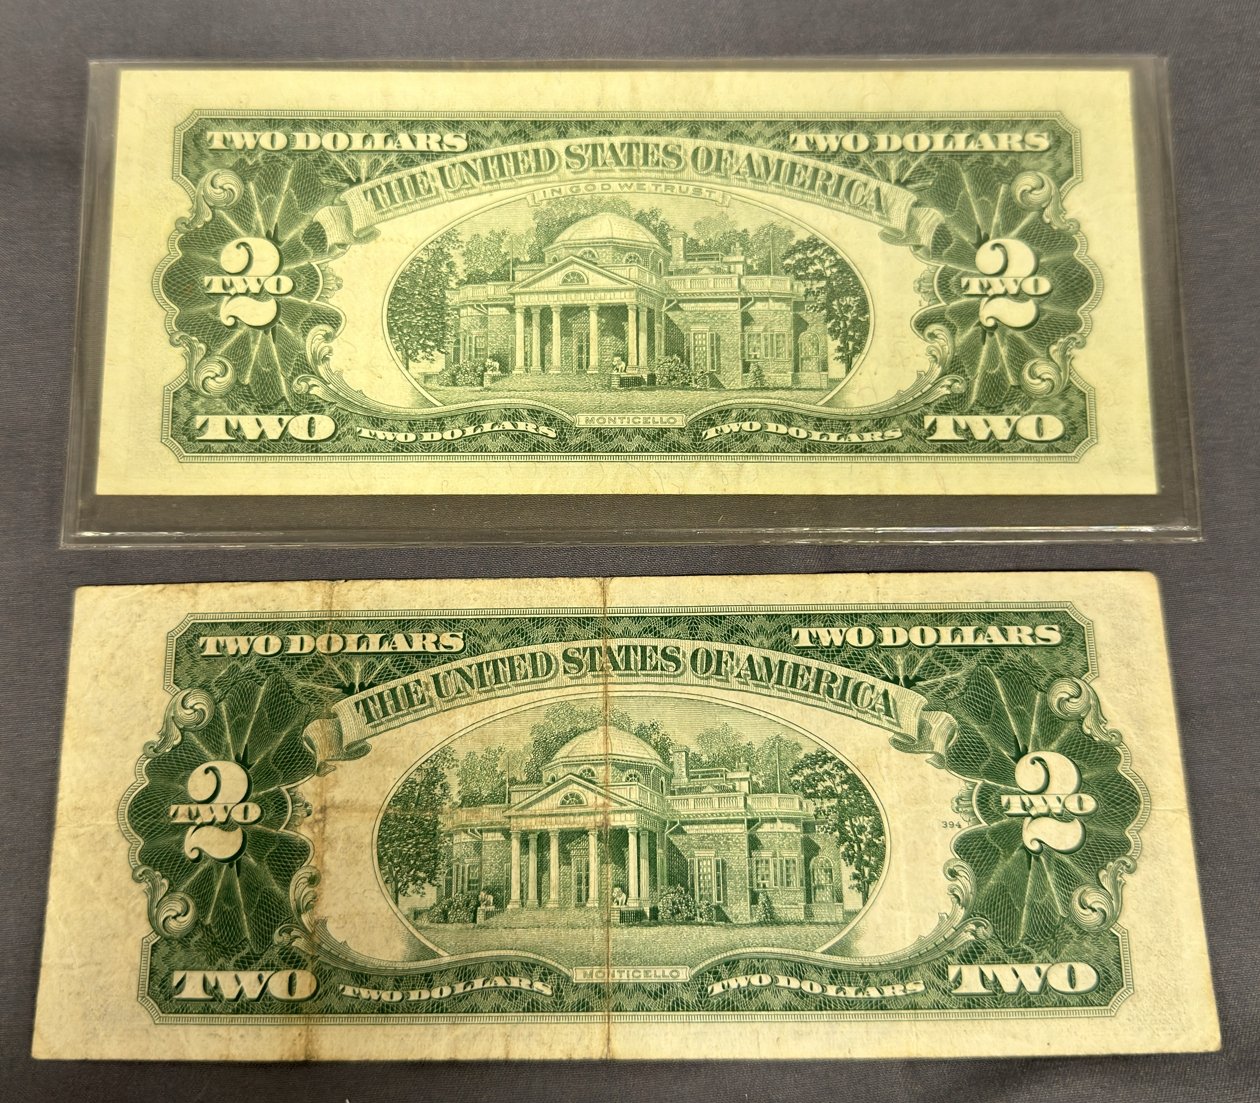 TWO DOLLARS TWO DOLLARS
THE UNITED STATES OF AMERICA
IN GOD WE TRUST
2 2
TWO TWO
MONTICELLO
TWO TWO DOLLARS TWO DOLLARS TWO
TWO DOLLARS TWO DOLLARS
THE UNITED STATES OF AMERICA
2 2
TWO TWO
394
MONTICELLO
TWO TWO DOLLARS TWO DOLLARS TWO